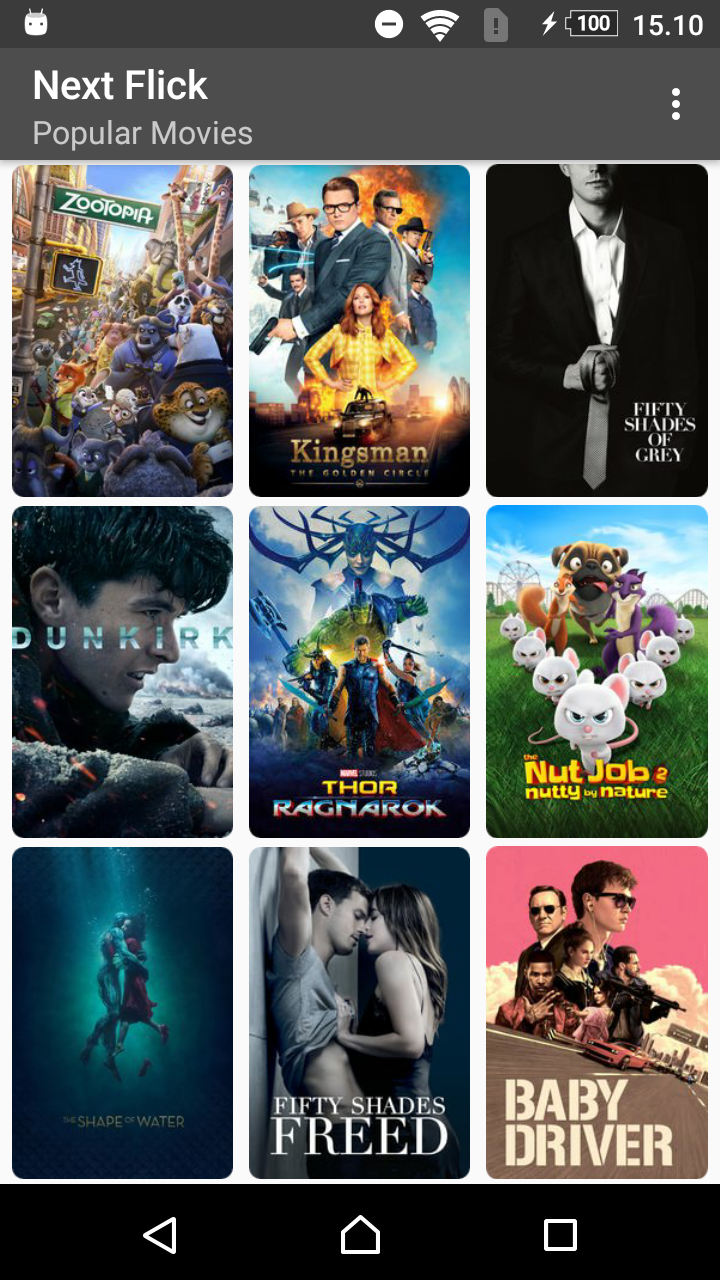 100 15.10
Next Flick
Popular Movies
ZOOTOPIA
Kingsman
THE GOLDEN CIRCLE
FIFTY
SHADES
OF
GREY
DUNKIRK
MARVEL STUDIOS
THOR
RAGNAROK
the
Nut Job 2
nutty by nature
THE SHAPE OF WATER
FIFTY SHADES
FREED
BABY
DRIVER